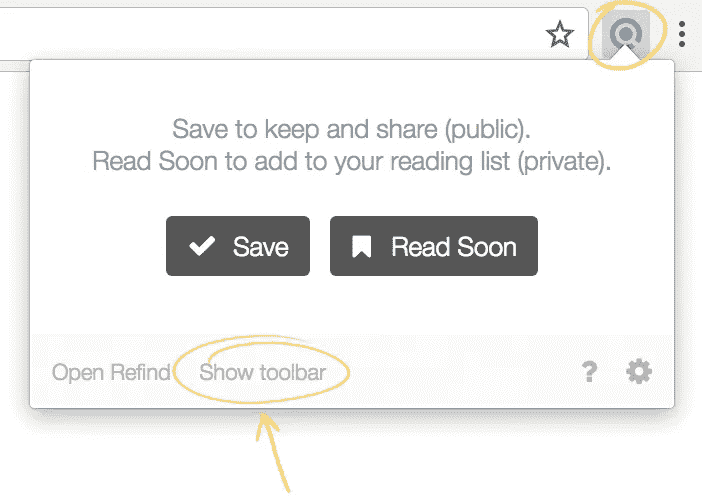 Save to keep and share (public).
Read Soon to add to your reading list (private).
Save
Read Soon
Open Refind
Show toolbar
?